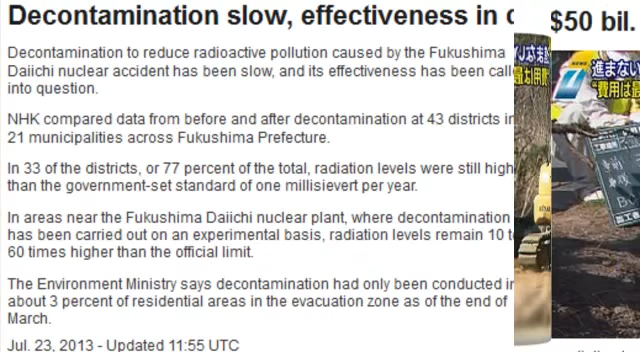 Decontamination slow, effectiveness in
$50 bil.
Decontamination to reduce radioactive pollution caused by the Fukushima
Daiichi nuclear accident has been slow, and its effectiveness has been call
into question.
NHK compared data from before and after decontamination at 43 districts in
21 municipalities across Fukushima Prefecture.
In 33 of the districts, or 77 percent of the total, radiation levels were still high
than the government-set standard of one millisievert per year.
In areas near the Fukushima Daiichi nuclear plant, where decontamination
has been carried out on an experimental basis, radiation levels remain 10 t
60 times higher than the official limit.
The Environment Ministry says decontamination had only been conducted in
about 3 percent of residential areas in the evacuation zone as of the end of
March.
Jul. 23, 2013 - Updated 11:55 UTC
NEWS
7
進まない
"費用は最